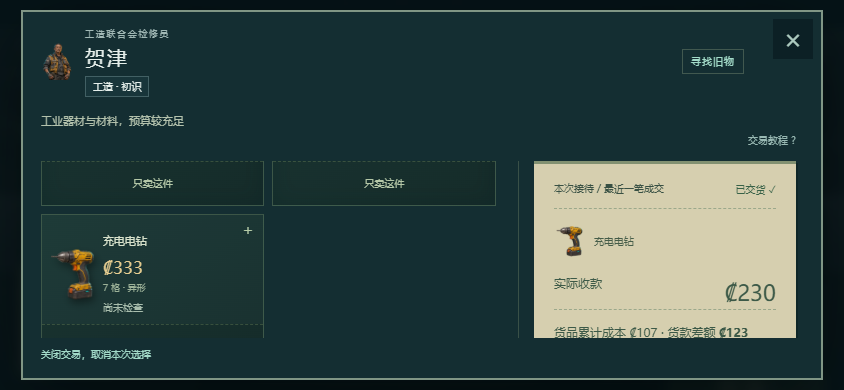 工造联合会检修员
贺津
工造 · 初识
寻找旧物
×
工业器材与材料，预算较充足
交易教程 ?
只卖这件
只卖这件
充电电钻
+
₡333
7 格 · 异形
尚未检查
本次接待 / 最近一笔成交
已交货 ✓
充电电钻
实际收款
₡230
货品累计成本 ₡107 · 货款差额 ₡123
关闭交易，取消本次选择